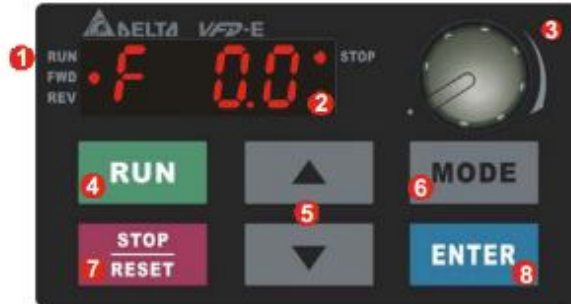 DELTA VFD-E
1 RUN F 0.0 STOP 3
FWD
REV 2
RUN 4 MODE 6
5
STOP
RESET 7 ENTER 8